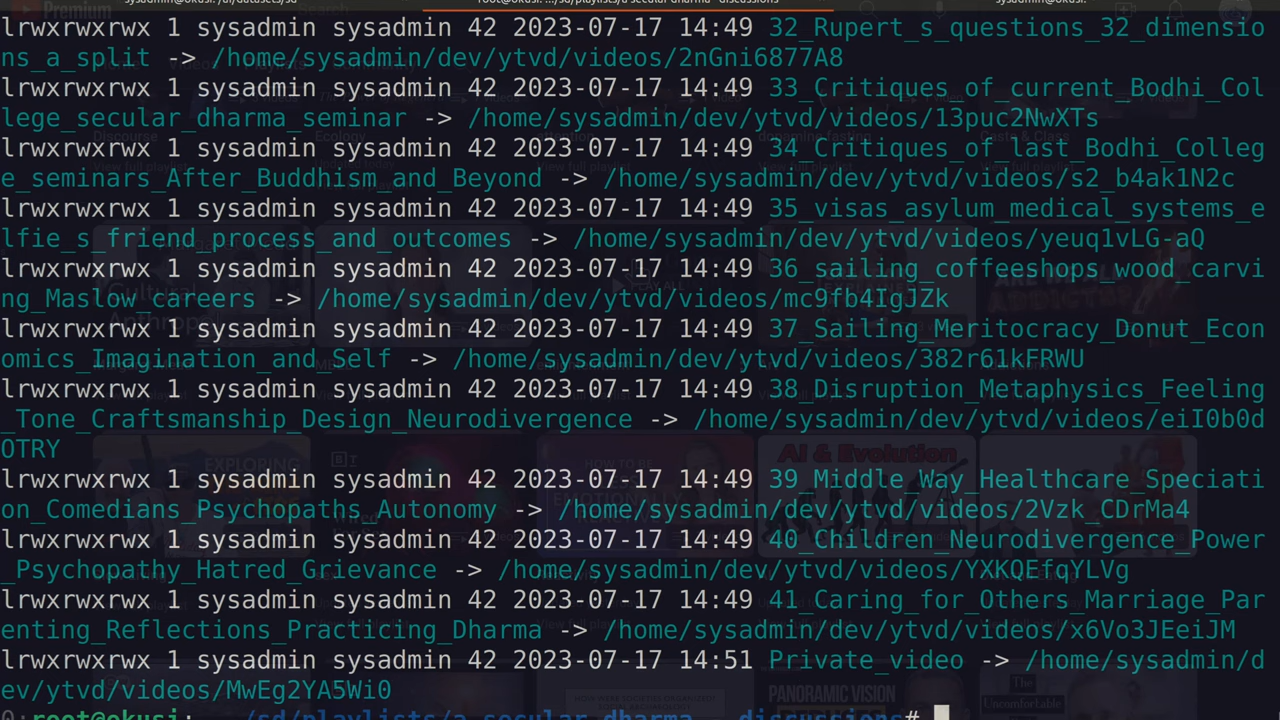 lrwxrwxrwx 1 sysadmin sysadmin 42 2023-07-17 14:49 32_Rupert_s_questions_32_dimensio
ns_a_split -> /home/sysadmin/dev/ytvd/videos/2nGni6877A8
lrwxrwxrwx 1 sysadmin sysadmin 42 2023-07-17 14:49 33_Critiques_of_current_Bodhi_Col
lege_secular_dharma_seminar -> /home/sysadmin/dev/ytvd/videos/13puc2NwXTs
lrwxrwxrwx 1 sysadmin sysadmin 42 2023-07-17 14:49 34_Critiques_of_last_Bodhi_Colleg
e_seminars_After_Buddhism_and_Beyond -> /home/sysadmin/dev/ytvd/videos/s2_b4ak1N2c
lrwxrwxrwx 1 sysadmin sysadmin 42 2023-07-17 14:49 35_visas_asylum_medical_systems_e
lfie_s_friend_process_and_outcomes -> /home/sysadmin/dev/ytvd/videos/yeuq1vLG-aQ
lrwxrwxrwx 1 sysadmin sysadmin 42 2023-07-17 14:49 36_sailing_coffeeshops_wood_carvi
ng_Maslow_careers -> /home/sysadmin/dev/ytvd/videos/mc9fb4IgJZk
lrwxrwxrwx 1 sysadmin sysadmin 42 2023-07-17 14:49 37_Sailing_Meritocracy_Donut_Econ
omics_Imagination_and_Self -> /home/sysadmin/dev/ytvd/videos/382r61kFRWU
lrwxrwxrwx 1 sysadmin sysadmin 42 2023-07-17 14:49 38_Disruption_Metaphysics_Feeling
_Tone_Craftsmanship_Design_Neurodivergence -> /home/sysadmin/dev/ytvd/videos/eiI0b0d
OTRY
lrwxrwxrwx 1 sysadmin sysadmin 42 2023-07-17 14:49 39_Middle_Way_Healthcare_Speciati
on_Comedians_Psychopaths_Autonomy -> /home/sysadmin/dev/ytvd/videos/2Vzk_CDrMa4
lrwxrwxrwx 1 sysadmin sysadmin 42 2023-07-17 14:49 40_Children_Neurodivergence_Power
_Psychopathy_Hatred_Grievance -> /home/sysadmin/dev/ytvd/videos/YXKQEfqYLVg
lrwxrwxrwx 1 sysadmin sysadmin 42 2023-07-17 14:49 41_Caring_for_Others_Marriage_Par
enting_Reflections_Practicing_Dharma -> /home/sysadmin/dev/ytvd/videos/x6Vo3JEeiJM
lrwxrwxrwx 1 sysadmin sysadmin 42 2023-07-17 14:51 Private_video -> /home/sysadmin/d
ev/ytvd/videos/MwEg2YA5Wi0